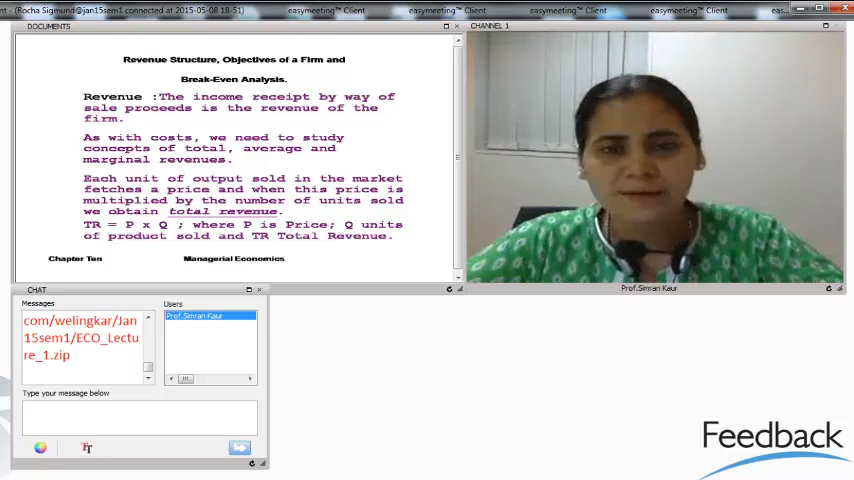 nt - (Rocha Sigmund@jan15sem1:connected at 2015-05-08 18-51)
easymeeting™ Client
easymeeting™ Client
easymeeting™ Client
easymeeting™ Client
eas...
DOCUMENTS
Revenue Structure, Objectives of a Firm and
Break-Even Analysis.
Revenue :The income receipt by way of
sale proceeds is the revenue of the
firm.
As with costs, we need to study
concepts of total, average and
marginal revenues.
Each unit of output sold in the market
fetches a price and when this price is
multiplied by the number of units sold
we obtain total revenue.
TR = P x Q ; where P is Price; Q units
of product sold and TR Total Revenue.
Chapter Ten
Managerial Economics
CHANNEL 1
Prof.Simran Kaur
CHAT
Messages
com/welingkar/Jan
15sem1/ECO_Lectu
re_1.zip
Users
Prof.Simran Kaur
Type your message below
TT
Feedback